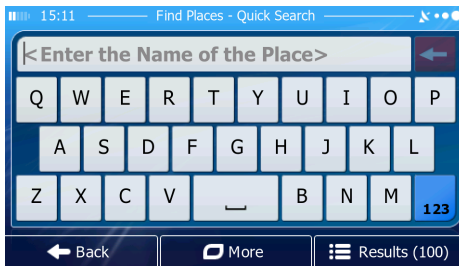 15:11 Find Places - Quick Search
<Enter the Name of the Place>
Q W E R T Y U I O P
A S D F G H J K L
Z X C V B N M 123
Back More Results (100)